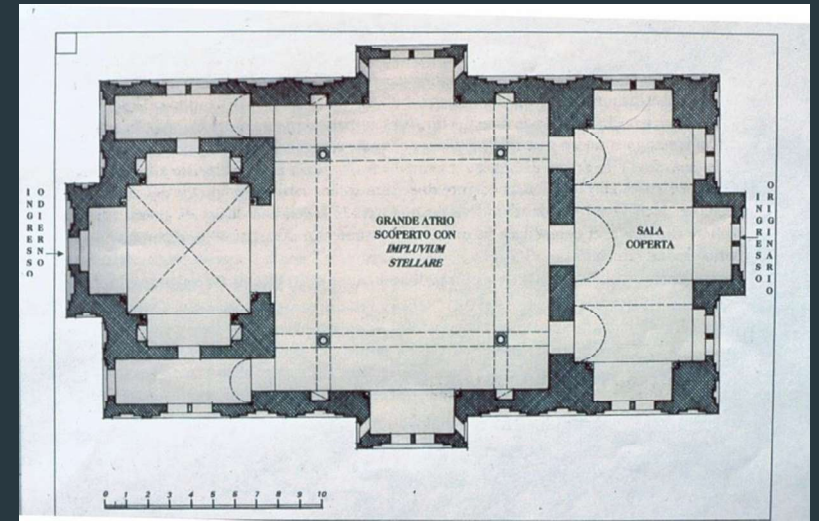 INGRESSO
ODIERNO
GRANDE ATRIO
SCOPERTO CON
IMPLUVIUM
STELLARE
SALA
COPERTA
INGRESSO
ORIGINARIO
0 1 2 3 4 5 6 7 8 9 10